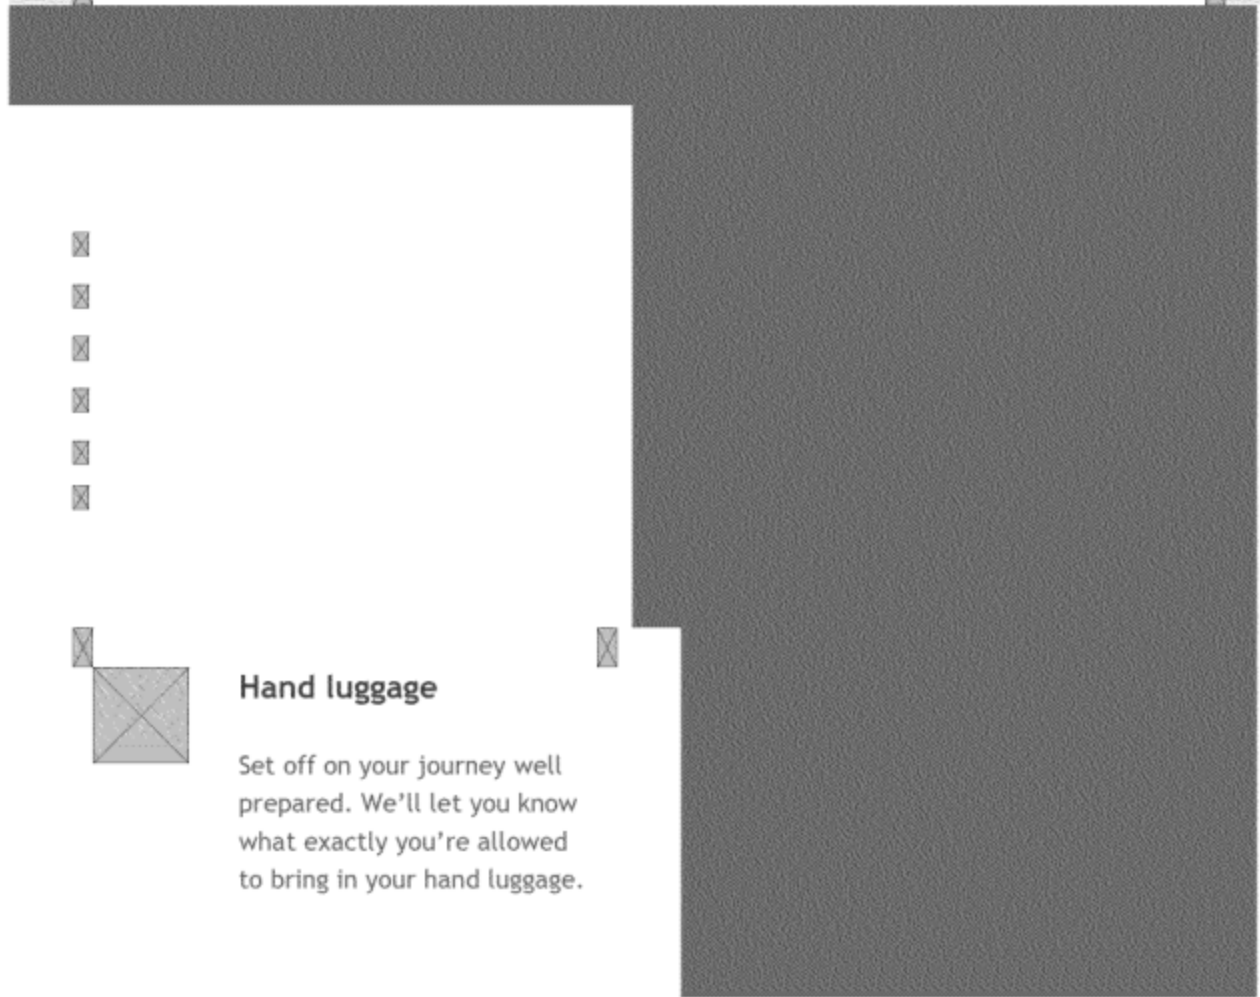 Hand luggage
Set off on your journey well
prepared. We’ll let you know
what exactly you’re allowed
to bring in your hand luggage.